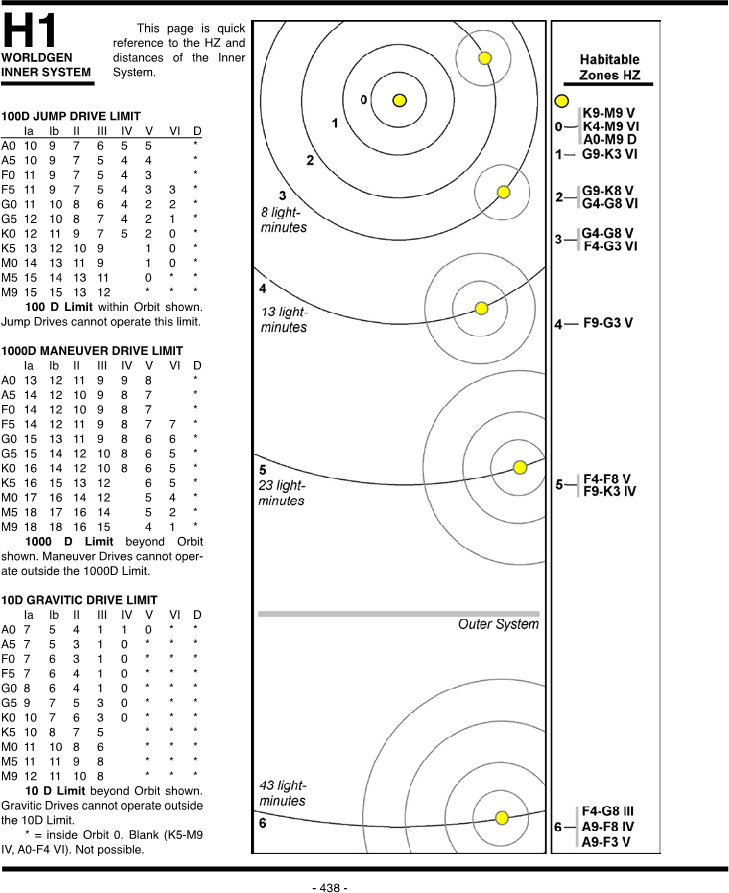 H1
WORLDGEN
INNER SYSTEM
This page is quick
reference to the HZ and
distances of the Inner
System.
100D JUMP DRIVE LIMIT
Ia Ib II III IV V VI D
A0 10 9 7 6 5 5 *
A5 10 9 7 5 4 4 *
F0 11 9 7 5 4 3 *
F5 11 9 7 5 4 3 3 *
G0 11 10 8 6 4 2 2 *
G5 12 10 8 7 4 2 1 *
K0 12 11 9 7 5 2 0 *
K5 13 12 10 9 1 0 *
M0 14 13 11 9 1 0 *
M5 15 14 13 11 0 * *
M9 15 15 13 12 * * *
100 D Limit within Orbit shown.
Jump Drives cannot operate this limit.
1000D MANEUVER DRIVE LIMIT
Ia Ib II III IV V VI D
A0 13 12 11 9 9 8 *
A5 14 12 10 9 8 7 *
F0 14 12 10 9 8 7 *
F5 14 12 11 9 8 7 7 *
G0 15 13 11 9 8 6 6 *
G5 15 14 12 10 8 6 5 *
K0 16 14 12 10 8 6 5 *
K5 16 15 13 12 6 5 *
M0 17 16 14 12 5 4 *
M5 18 17 16 14 5 2 *
M9 18 18 16 15 4 1 *
1000 D Limit beyond Orbit
shown. Maneuver Drives cannot oper-
ate outside the 1000D Limit.
10D GRAVITIC DRIVE LIMIT
Ia Ib II III IV V VI D
A0 7 5 4 1 1 0 * *
A5 7 5 3 1 0 * * *
F0 7 6 3 1 0 * * *
F5 7 6 4 1 0 * * *
G0 8 6 4 1 0 * * *
G5 9 7 5 3 0 * * *
K0 10 7 6 3 0 * * *
K5 10 8 7 5 * * *
M0 11 10 8 6 * * *
M5 11 11 9 8 * * *
M9 12 11 10 8 * * *
10 D Limit beyond Orbit shown.
Gravitic Drives cannot operate outside
the 10D Limit.
* = inside Orbit 0. Blank (K5-M9
IV, A0-F4 VI). Not possible.
0
1
2
3
8 light-
minutes
4
13 light-
minutes
5
23 light-
minutes
Outer System
43 light-
minutes
6
Habitable
Zones HZ
K9-M9 V
0 K4-M9 VI
A0-M9 D
1 G9-K3 VI
G9-K8 V
2
G4-G8 VI
3 G4-G8 V
F4-G3 VI
4 F9-G3 V
F4-F8 V
5
F9-K3 IV
F4-G8 III
6 A9-F8 IV
A9-F3 V
- 438 -